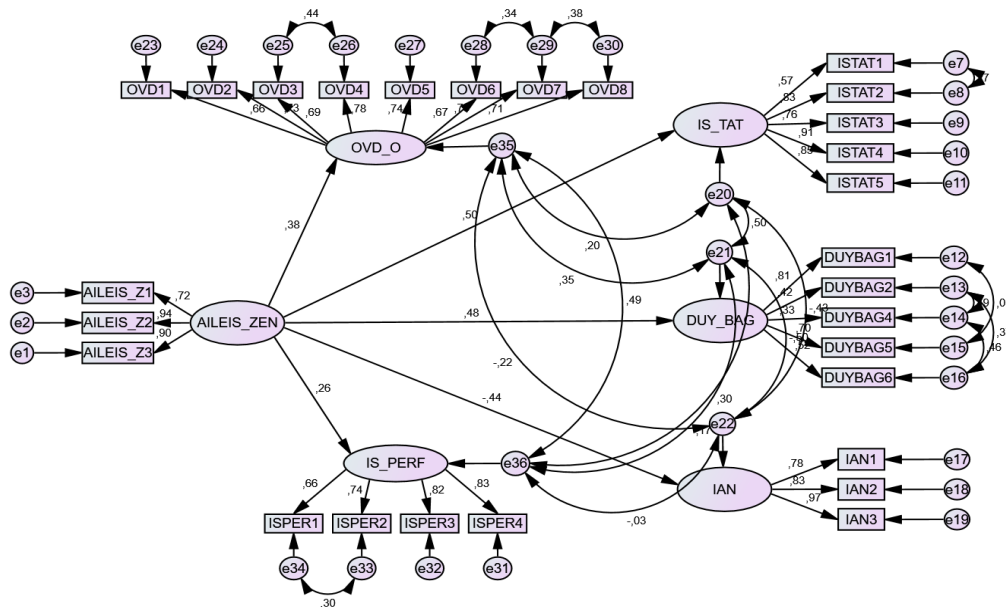 ,44
,34
,38
e23
e24
e25
e26
e27
e28
e29
e30
OVD1
OVD2
OVD3
OVD4
OVD5
OVD6
OVD7
OVD8
,66
,69
,78
,74
,67
,71
OVD_O
e35
IS_TAT
,57
,83
,76
,91
ISTAT1
ISTAT2
ISTAT3
ISTAT4
ISTAT5
e7
e8
e9
e10
e11
e20
,50
,38
,50
,20
,35
,49
e21
DUY_BAG
,81
,42
,33
DUYBAG1
DUYBAG2
DUYBAG4
DUYBAG5
DUYBAG6
e12
e13
e14
e15
e16
,46
e3
e2
e1
AILEIS_Z1
AILEIS_Z2
AILEIS_Z3
,72
,94
,90
AILEIS_ZEN
,48
-,22
,26
-,44
,30
e22
IS_PERF
e36
IAN
,78
,83
,97
IAN1
IAN2
IAN3
e17
e18
e19
-,03
,66
,74
,82
,83
ISPER1
ISPER2
ISPER3
ISPER4
e34
e33
e32
e31
,30